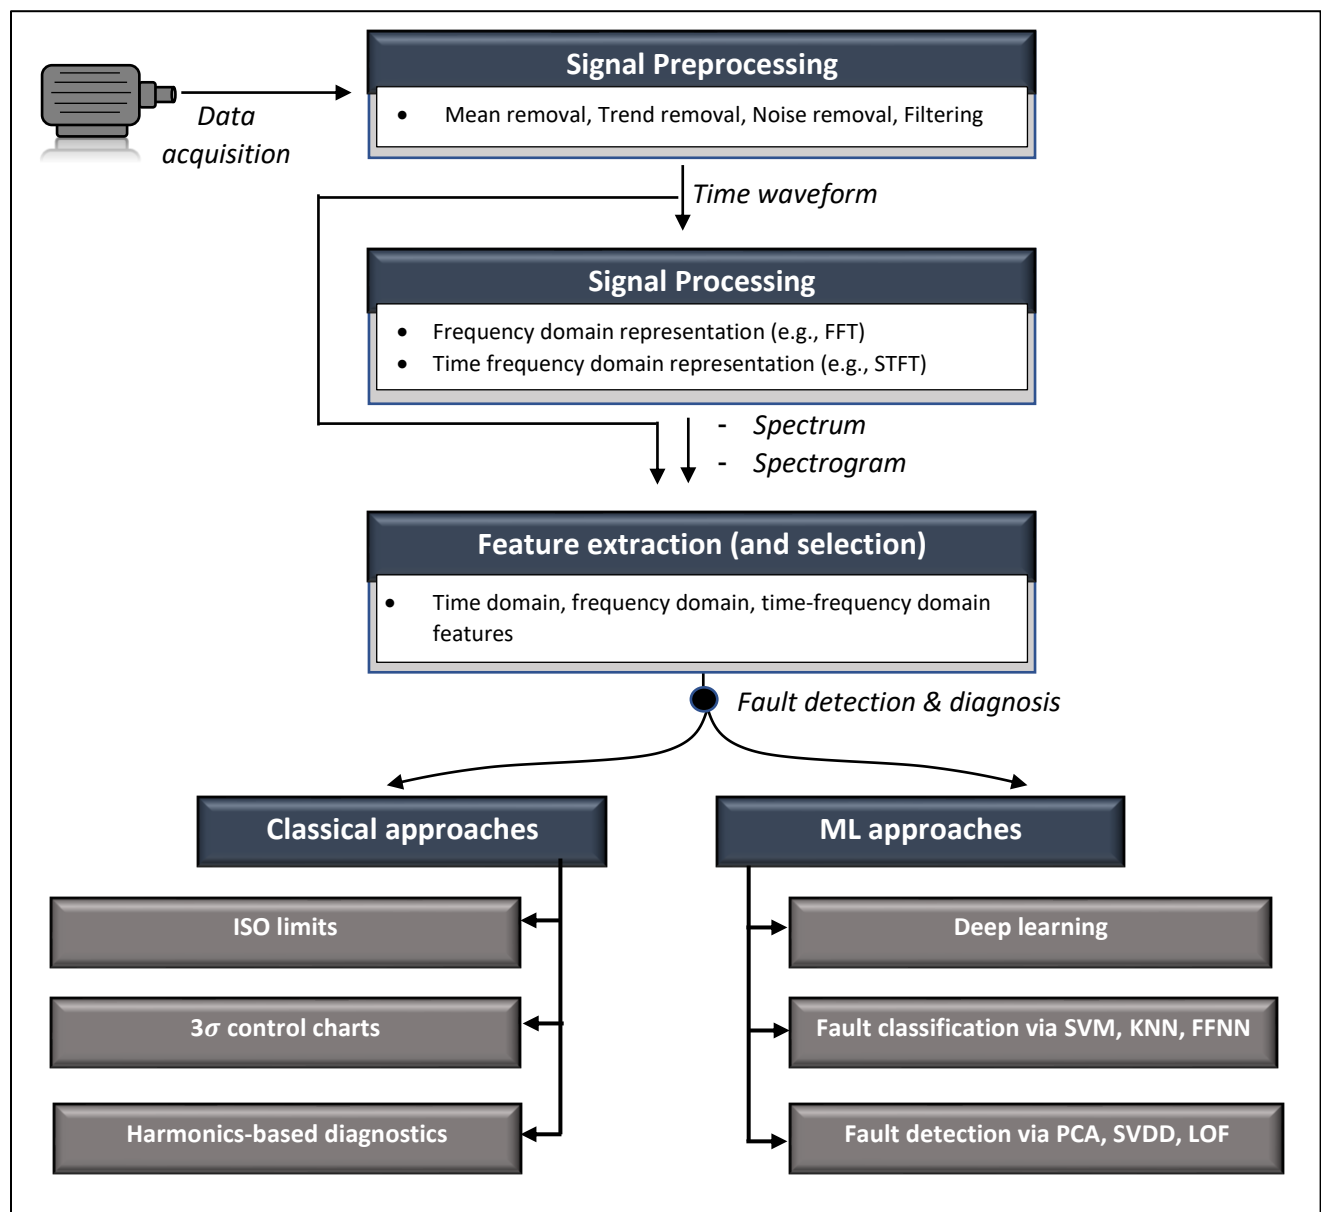 Signal Preprocessing
Data
acquisition
• Mean removal, Trend removal, Noise removal, Filtering
Time waveform
Signal Processing
• Frequency domain representation (e.g., FFT)
• Time frequency domain representation (e.g., STFT)
- Spectrum
- Spectrogram
Feature extraction (and selection)
• Time domain, frequency domain, time-frequency domain
features
Fault detection & diagnosis
Classical approaches
ISO limits
3σ control charts
Harmonics-based diagnostics
ML approaches
Deep learning
Fault classification via SVM, KNN, FFNN
Fault detection via PCA, SVDD, LOF